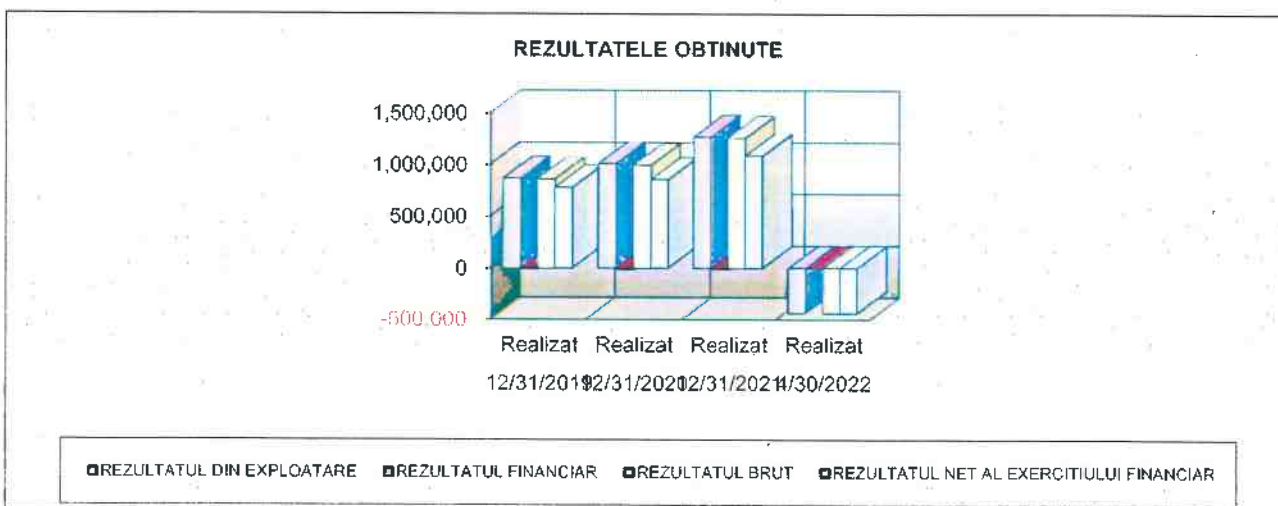 REZULTATELE OBTINUTE
1,500,000
1,000,000
500,000
0
-500,000
Realizat Realizat Realizat Realizat
12/31/2019 12/31/2020 12/31/2021 4/30/2022
REZULTATUL DIN EXPLOATARE REZULTATUL FINANCIAR REZULTATUL BRUT REZULTATUL NET AL EXERCITIULUI FINANCIAR